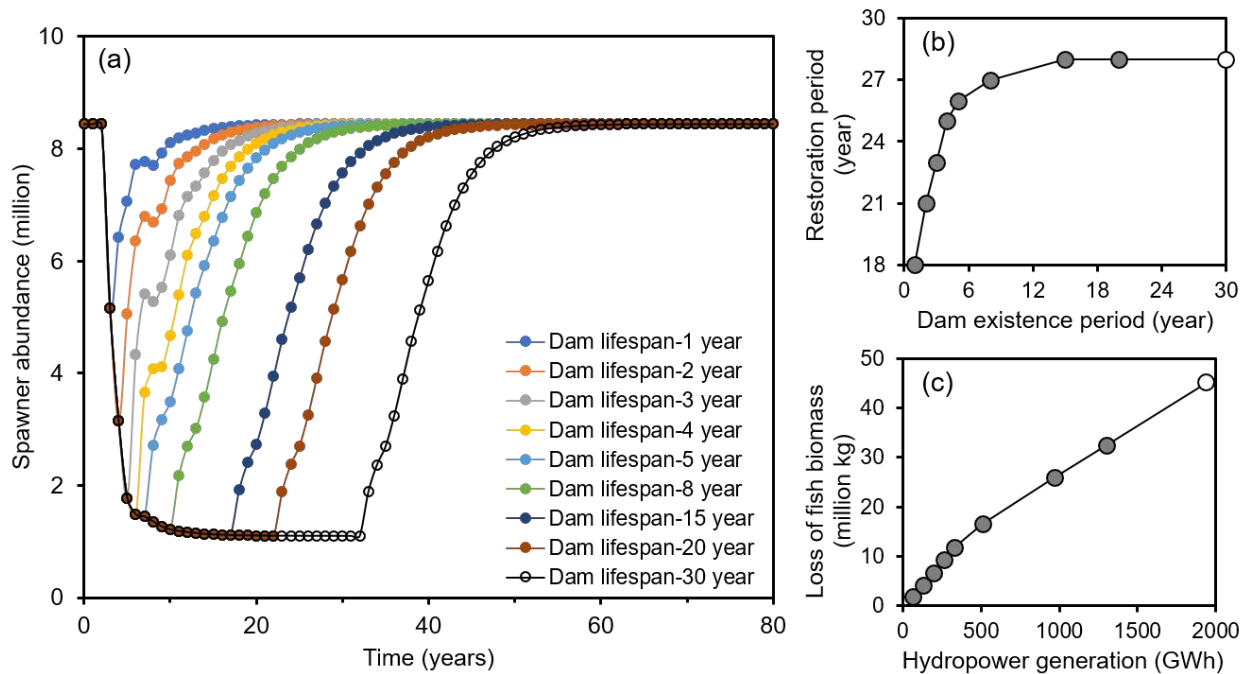 (a)
10
8
6
4
2
0
Spawner abundance (million)
0 20 40 60 80
Time (years)
Dam lifespan-1 year
Dam lifespan-2 year
Dam lifespan-3 year
Dam lifespan-4 year
Dam lifespan-5 year
Dam lifespan-8 year
Dam lifespan-15 year
Dam lifespan-20 year
Dam lifespan-30 year
(b)
30
27
24
21
18
Restoration period
(year)
0 6 12 18 24 30
Dam existence period (year)
(c)
50
40
30
20
10
0
Loss of fish biomass
(million kg)
0 500 1000 1500 2000
Hydropower generation (GWh)